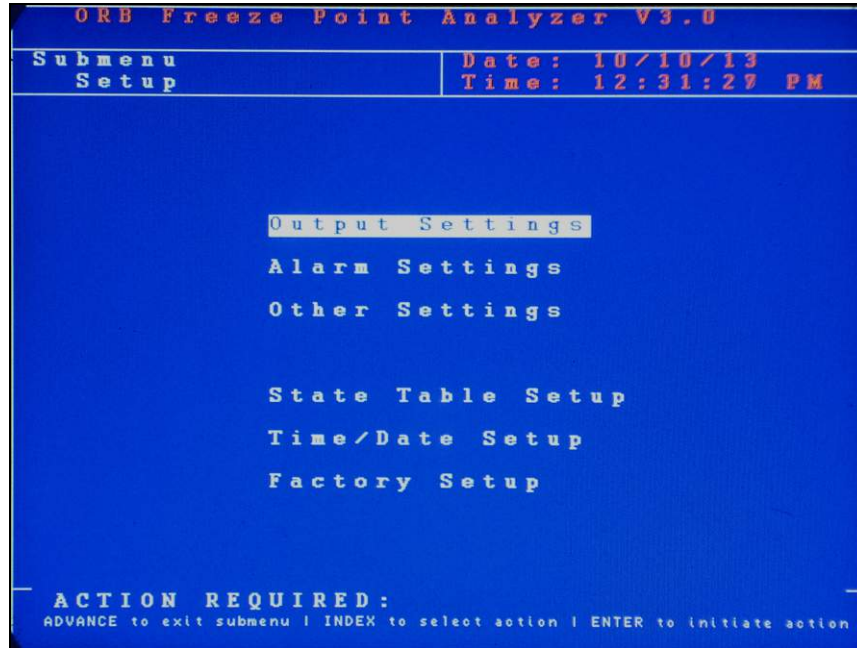 ORB Freeze Point Analyzer V3.0
Submenu
Setup
Date: 10/10/13
Time: 12:31:27 PM
Output Settings
Alarm Settings
Other Settings
State Table Setup
Time/Date Setup
Factory Setup
ACTION REQUIRED:
ADVANCE to exit submenu | INDEX to select action | ENTER to initiate action